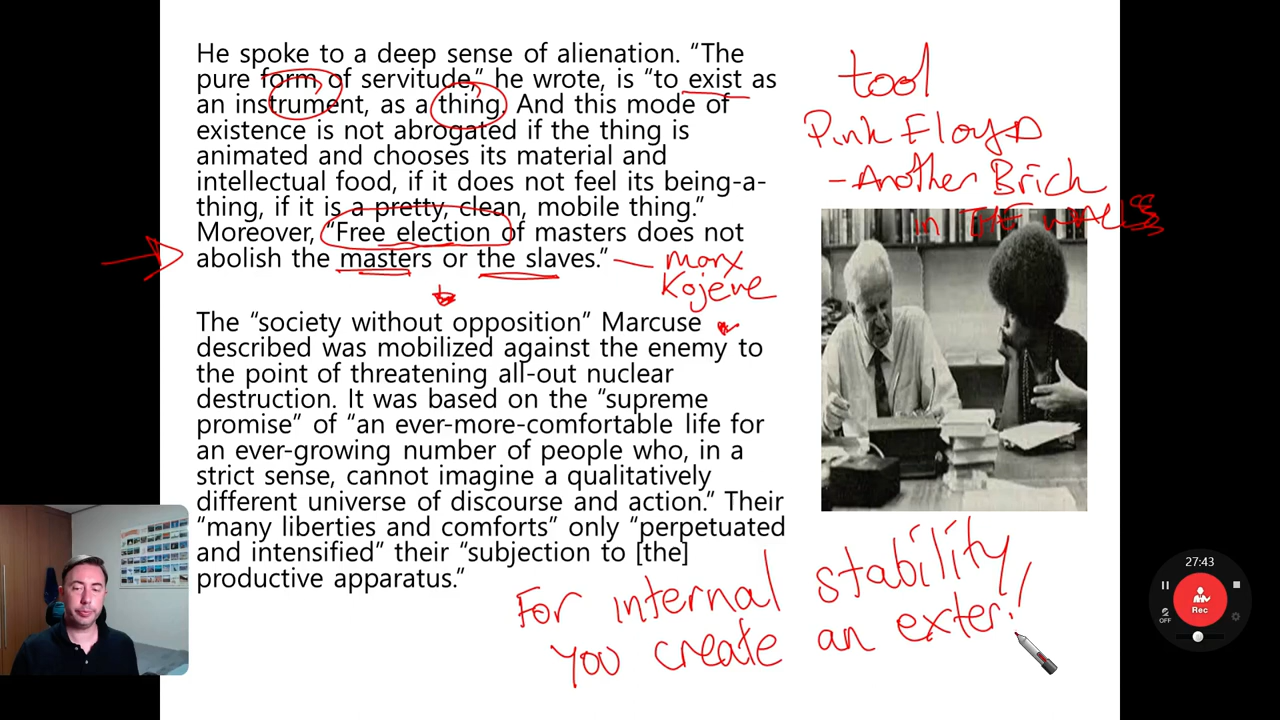 He spoke to a deep sense of alienation. “The
pure form of servitude,” he wrote, is “to exist as
an instrument, as a thing. And this mode of
existence is not abrogated if the thing is
animated and chooses its material and
intellectual food, if it does not feel its being-a-
thing, if it is a pretty, clean, mobile thing.”
Moreover, “Free election of masters does not
abolish the masters or the slaves.”
Marx
Kojeve
The “society without opposition” Marcuse
described was mobilized against the enemy to
the point of threatening all-out nuclear
destruction. It was based on the “supreme
promise” of “an ever-more-comfortable life for
an ever-growing number of people who, in a
strict sense, cannot imagine a qualitatively
different universe of discourse and action.” Their
“many liberties and comforts” only “perpetuated
and intensified” their “subjection to [the]
productive apparatus.”
tool
Pink Floyd
- Another Brick
in THE
For internal stability
you create an exter
27:43
Rec
OFF